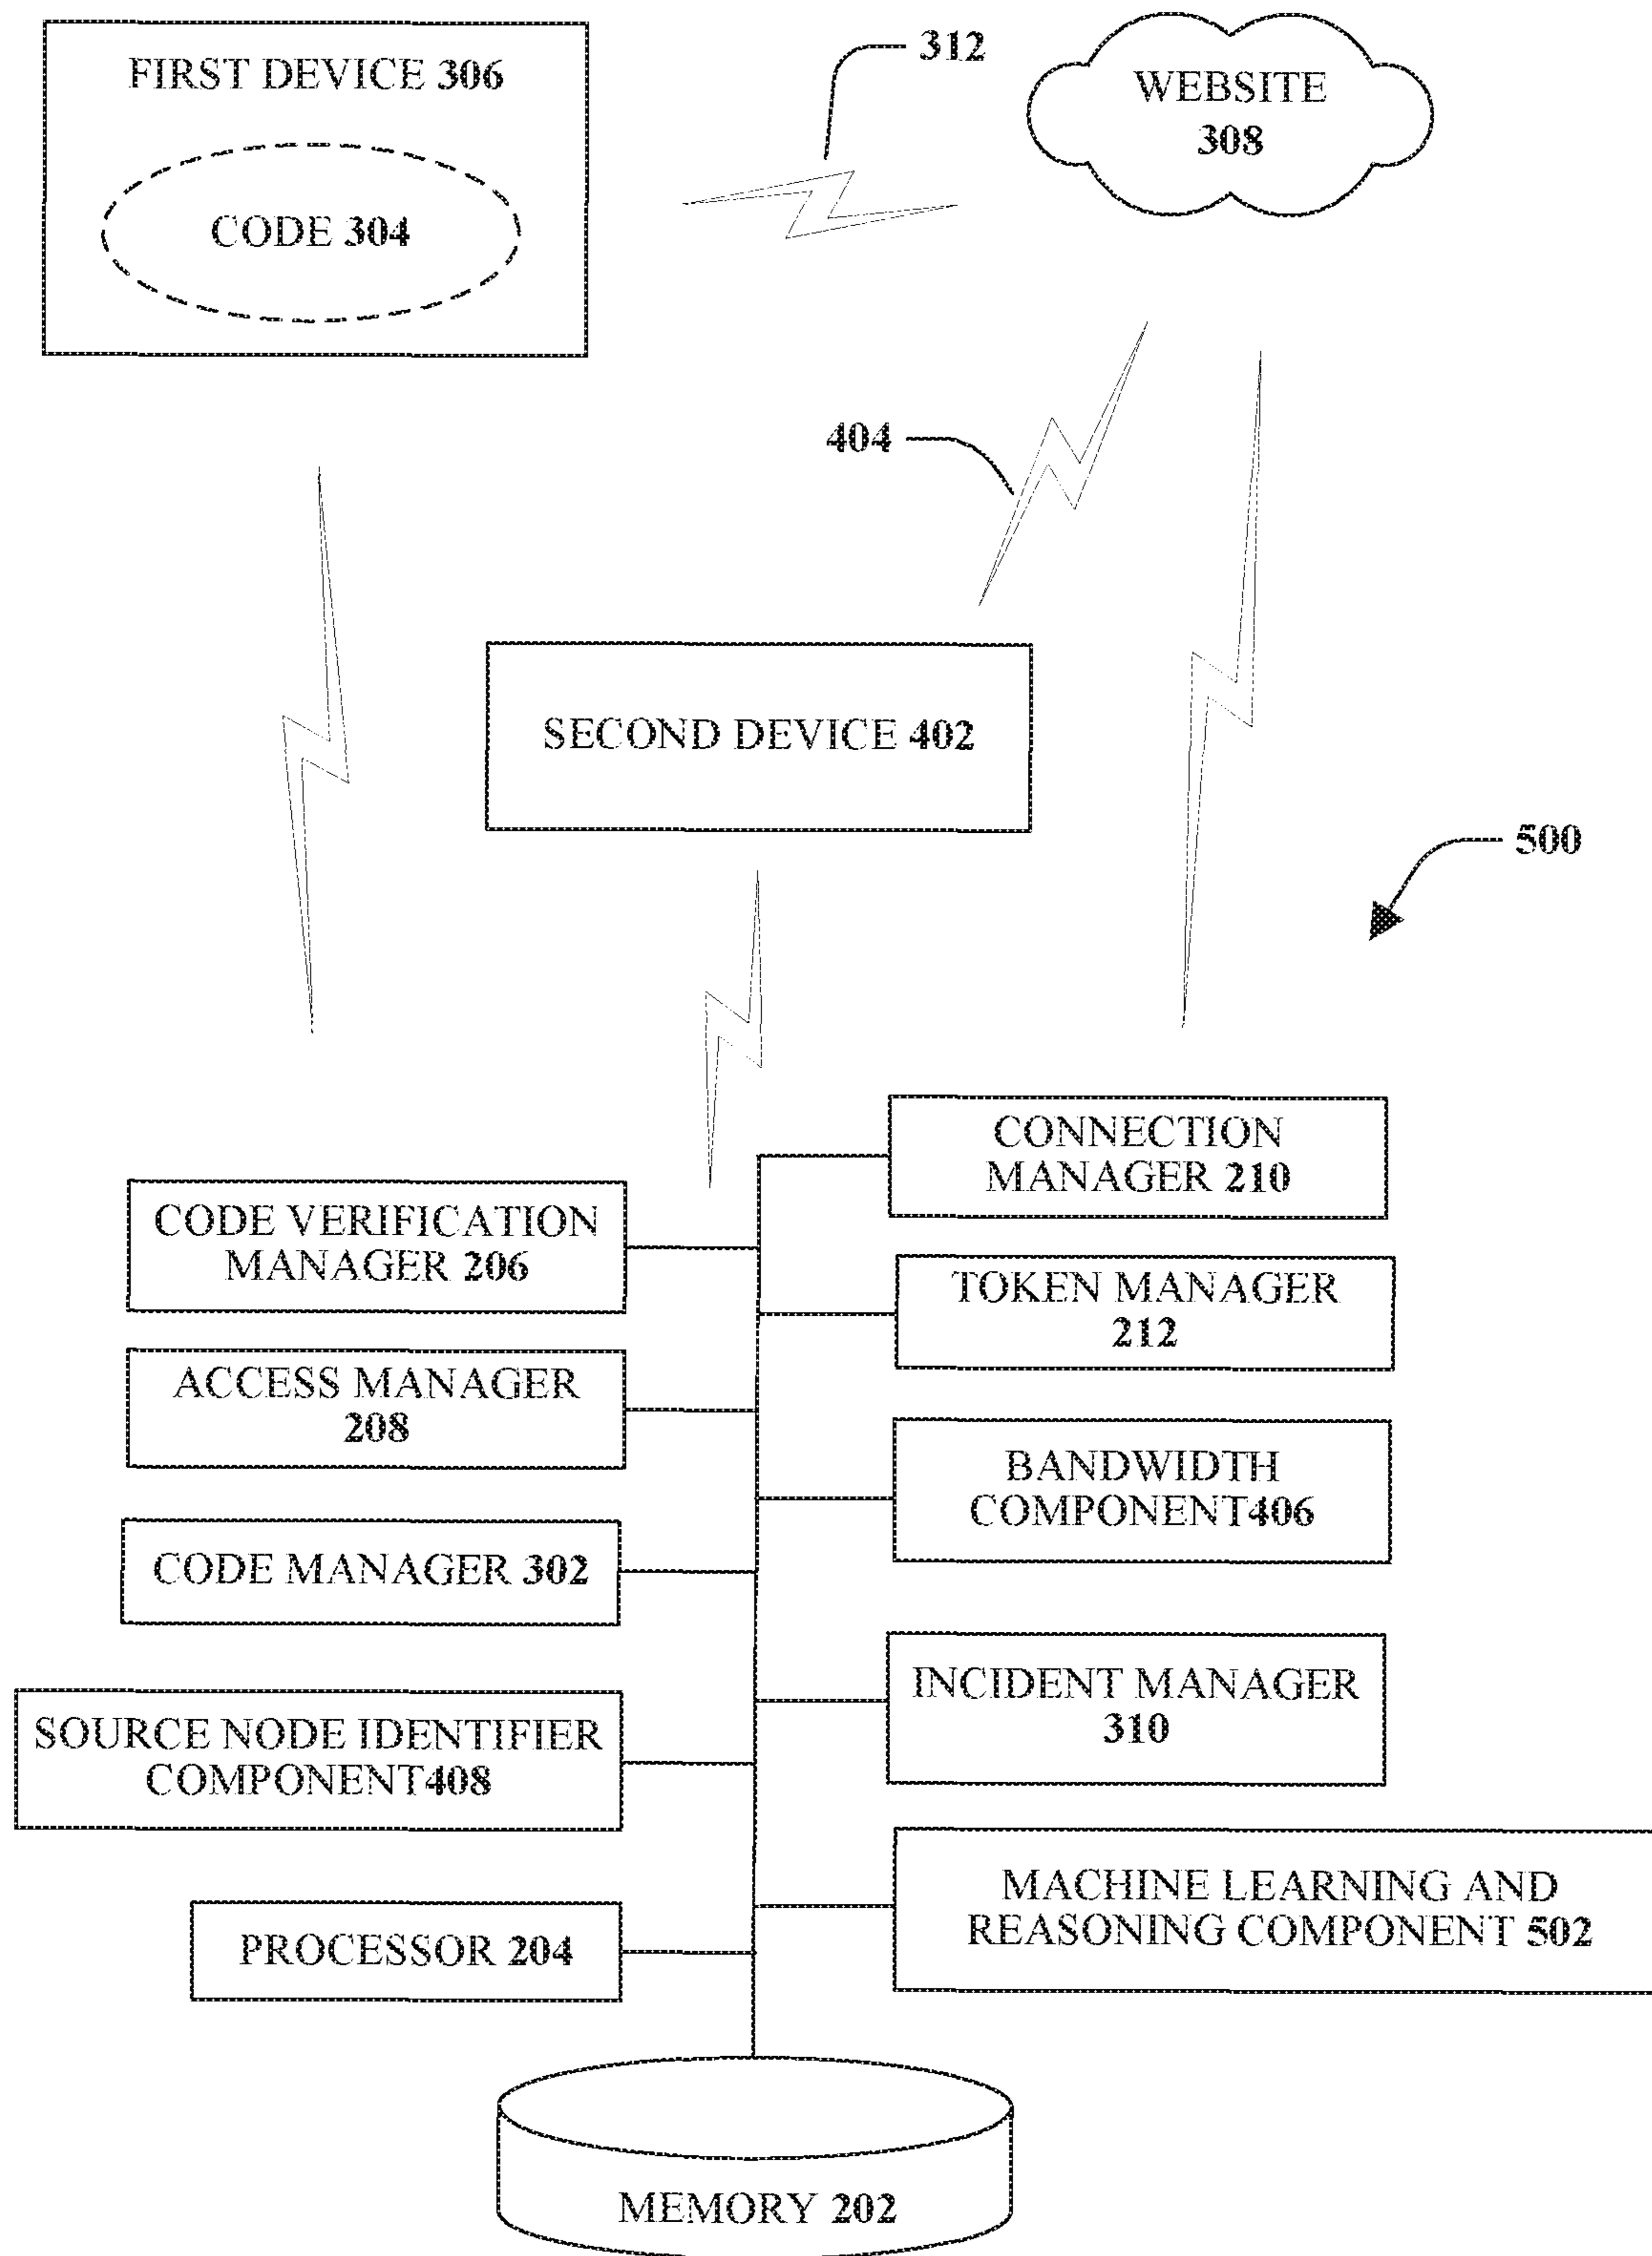 FIRST DEVICE 306
CODE 304
312
WEBSITE
308
404
SECOND DEVICE 402
500
CODE VERIFICATION
MANAGER 206
ACCESS MANAGER
208
CODE MANAGER 302
SOURCE NODE IDENTIFIER
COMPONENT408
PROCESSOR 204
CONNECTION
MANAGER 210
TOKEN MANAGER
212
BANDWIDTH
COMPONENT406
INCIDENT MANAGER
310
MACHINE LEARNING AND
REASONING COMPONENT 502
MEMORY 202